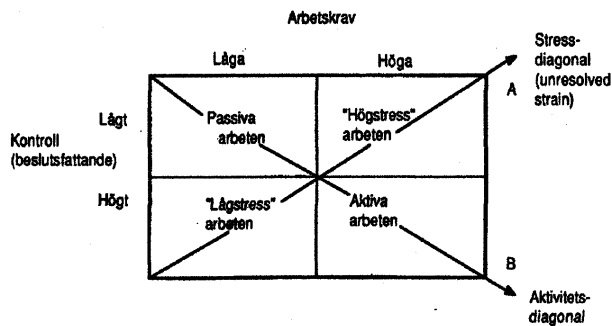 Arbetskrav
Låga
Höga
Stress-
diagonal
(unresolved
strain)
A
Lågt
Passiva
arbeten
"Högstress"
arbeten
Kontroll
(beslutsfattande)
Högt
"Lågstress"
arbeten
Aktiva
arbeten
B
Aktivitets-
diagonal